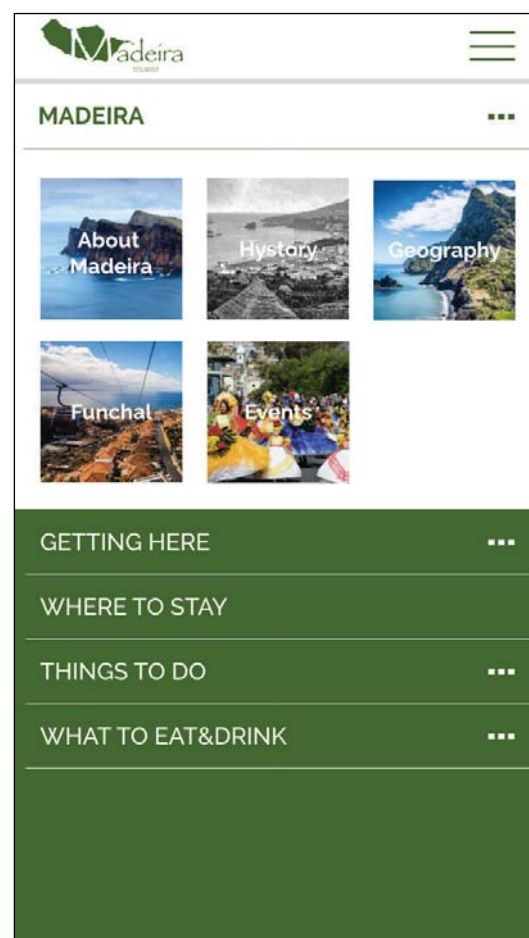 Madeira
TOURIST
MADEIRA
About
Madeira
Hystory
Geography
Funchal
Events
GETTING HERE
WHERE TO STAY
THINGS TO DO
WHAT TO EAT&DRINK